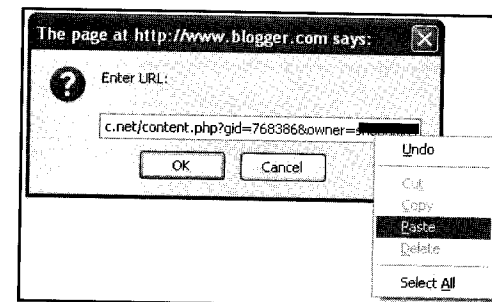 The page at http://www.blogger.com says:
Enter URL:
c.net/content.php?gid=768386&owner=
OK
Cancel
Undo
Cut
Copy
Paste
Delete
Select All